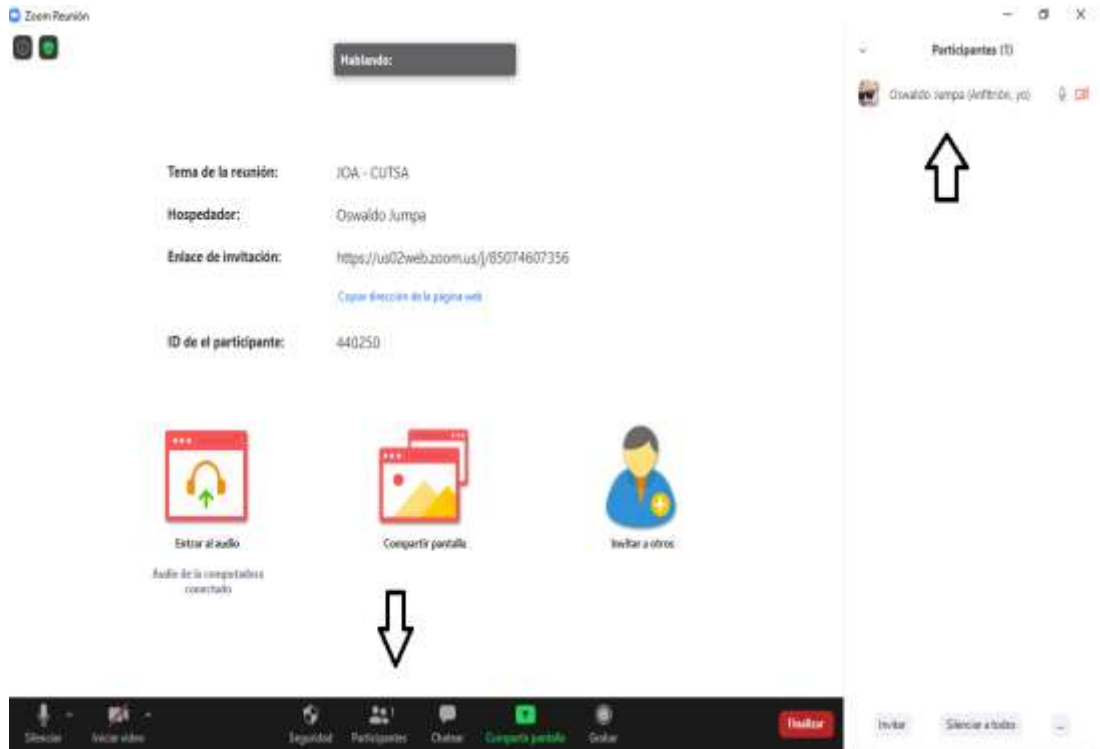 Zoom Reunión
Hablando:
Tema de la reunión: JOA - CUTSA
Hospedador: Oswaldo Jumpa
Enlace de invitación: https://us02web.zoom.us/j/85074607356
Copiar dirección de la página web
ID de el participante: 440250
Entrar al audio
Compartir pantalla
Invitar a otros
Audio de la computadora
conectado
Silenciar
Iniciar video
Seguridad
Participantes
1
Chatear
Compartir pantalla
Grabar
Finalizar
Participantes (1)
Oswaldo Jumpa (Anfitrión, yo)
Invitar
Silenciar a todos
...